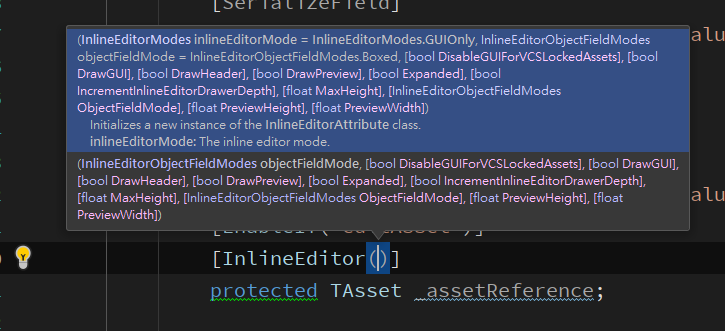 [SerializeField]
(InlineEditorModes inlineEditorMode = InlineEditorModes.GUIOnly, InlineEditorObjectFieldModes
objectFieldMode = InlineEditorObjectFieldModes.Boxed, [bool DisableGUIForVCSLockedAssets], [bool
DrawGUI], [bool DrawHeader], [bool DrawPreview], [bool Expanded], [bool
IncrementInlineEditorDrawerDepth], [float MaxHeight], [InlineEditorObjectFieldModes
ObjectFieldMode], [float PreviewHeight], [float PreviewWidth])
Initializes a new instance of the InlineEditorAttribute class.
inlineEditorMode: The inline editor mode.
(InlineEditorObjectFieldModes objectFieldMode, [bool DisableGUIForVCSLockedAssets], [bool DrawGUI],
[bool DrawHeader], [bool DrawPreview], [bool Expanded], [bool IncrementInlineEditorDrawerDepth],
[float MaxHeight], [InlineEditorObjectFieldModes ObjectFieldMode], [float PreviewHeight], [float
PreviewWidth])
alu
alu
[InlineEditor()]
protected TAsset _assetReference;